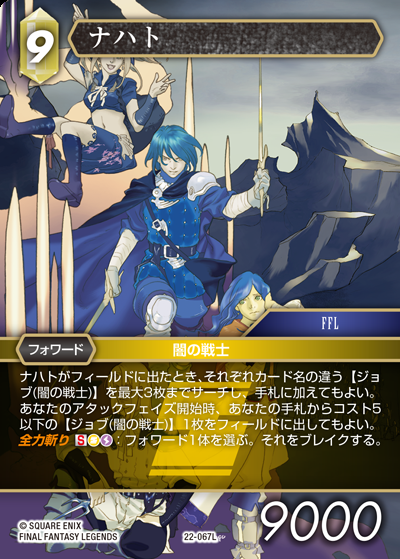 9
ナハト
FFL
フォワード
闇の戦士
ナハトがフィールドに出たとき、それぞれカード名の違う【ジョ
ブ(闇の戦士)】を最大3枚までサーチし、手札に加えてもよい。
あなたのアタックフェイズ開始時、あなたの手札からコスト5
以下の【ジョブ(闇の戦士)】1枚をフィールドに出してもよい。
全力斬り S:フォワード1体を選ぶ。それをブレイクする。
© SQUARE ENIX
FINAL FANTASY LEGENDS
22-067L
9000